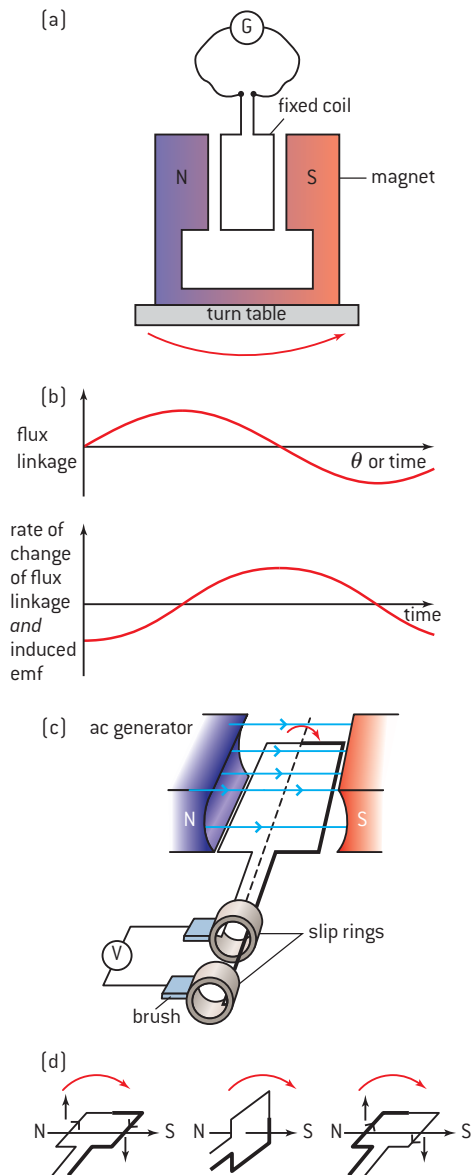 (a)
G
fixed coil
N
S
magnet
turn table
(b)
flux
linkage
θ or time
rate of
change
of flux
linkage
and
induced
emf
time
(c)
ac generator
N
S
slip rings
V
brush
(d)
N
S
N
S
N
S